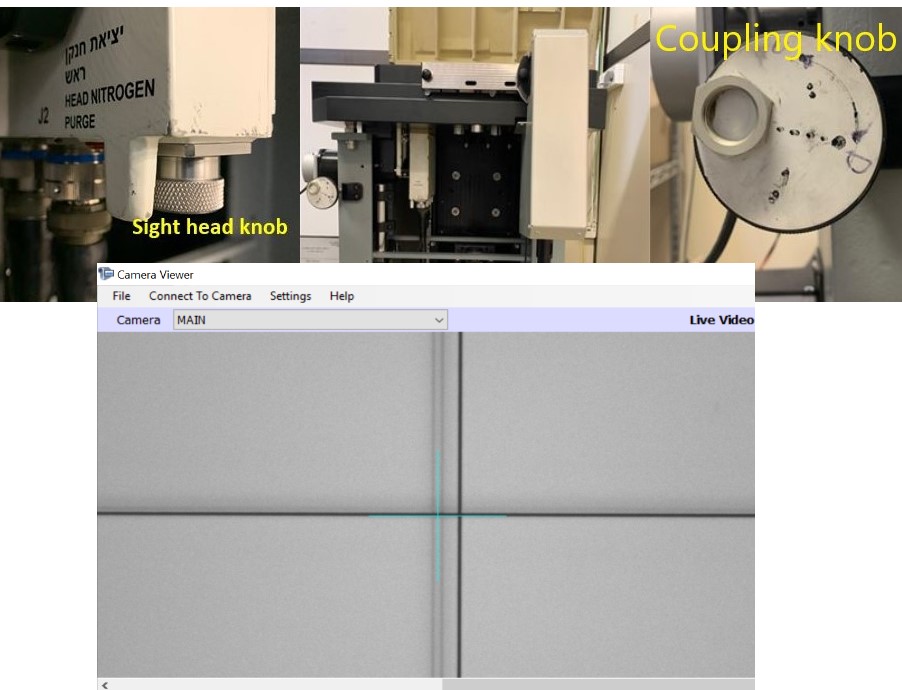 יציאת חנקן
ראש
HEAD NITROGEN
PURGE
J2
Sight head knob
Coupling knob
Camera Viewer
File Connect To Camera Settings Help
Camera MAIN Live Video